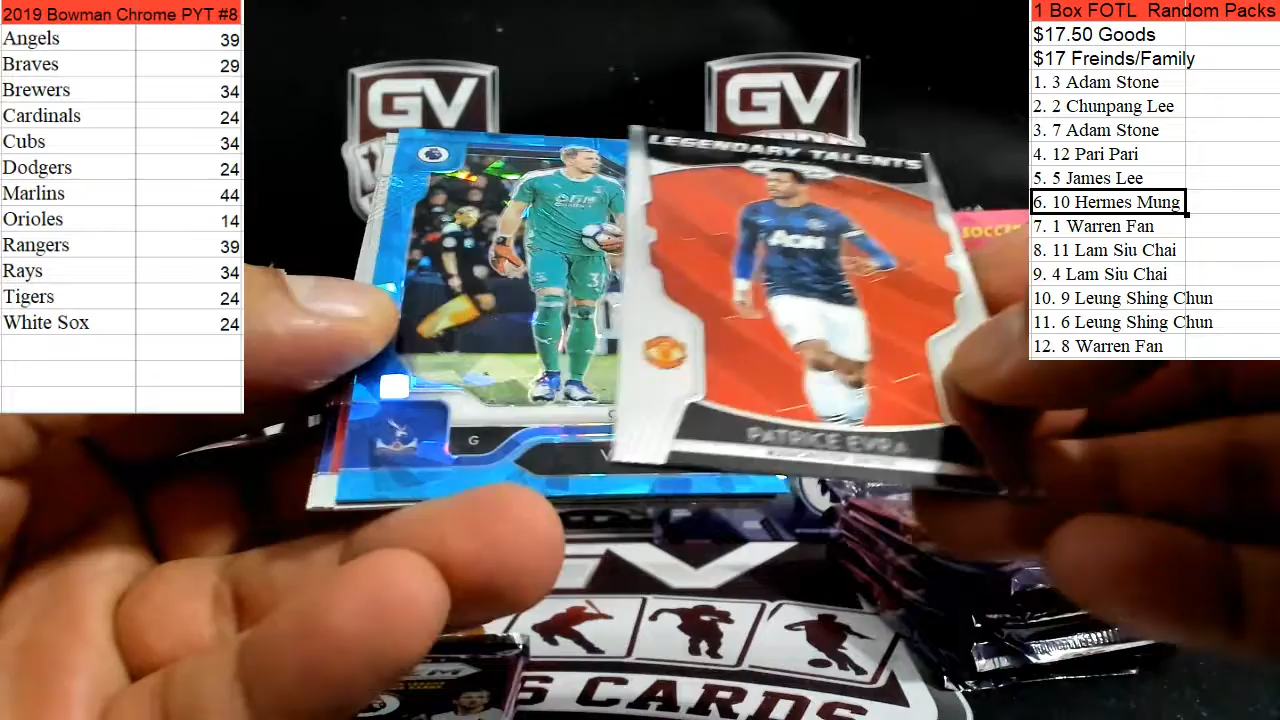 2019 Bowman Chrome PYT #8
Angels 39
Braves 29
Brewers 34
Cardinals 24
Cubs 34
Dodgers 24
Marlins 44
Orioles 14
Rangers 39
Rays 34
Tigers 24
White Sox 24
1 Box FOTL Random Packs
$17.50 Goods
$17 Freinds/Family
1. 3 Adam Stone
2. 2 Chunpang Lee
3. 7 Adam Stone
4. 12 Pari Pari
5. 5 James Lee
6. 10 Hermes Mung
7. 1 Warren Fan
8. 11 Lam Siu Chai
9. 4 Lam Siu Chai
10. 9 Leung Shing Chun
11. 6 Leung Shing Chun
12. 8 Warren Fan
GV
GV
LEGENDARY TALENTS
AON
PATRICE EVRA
G
SOCCER
GV
S CARDS